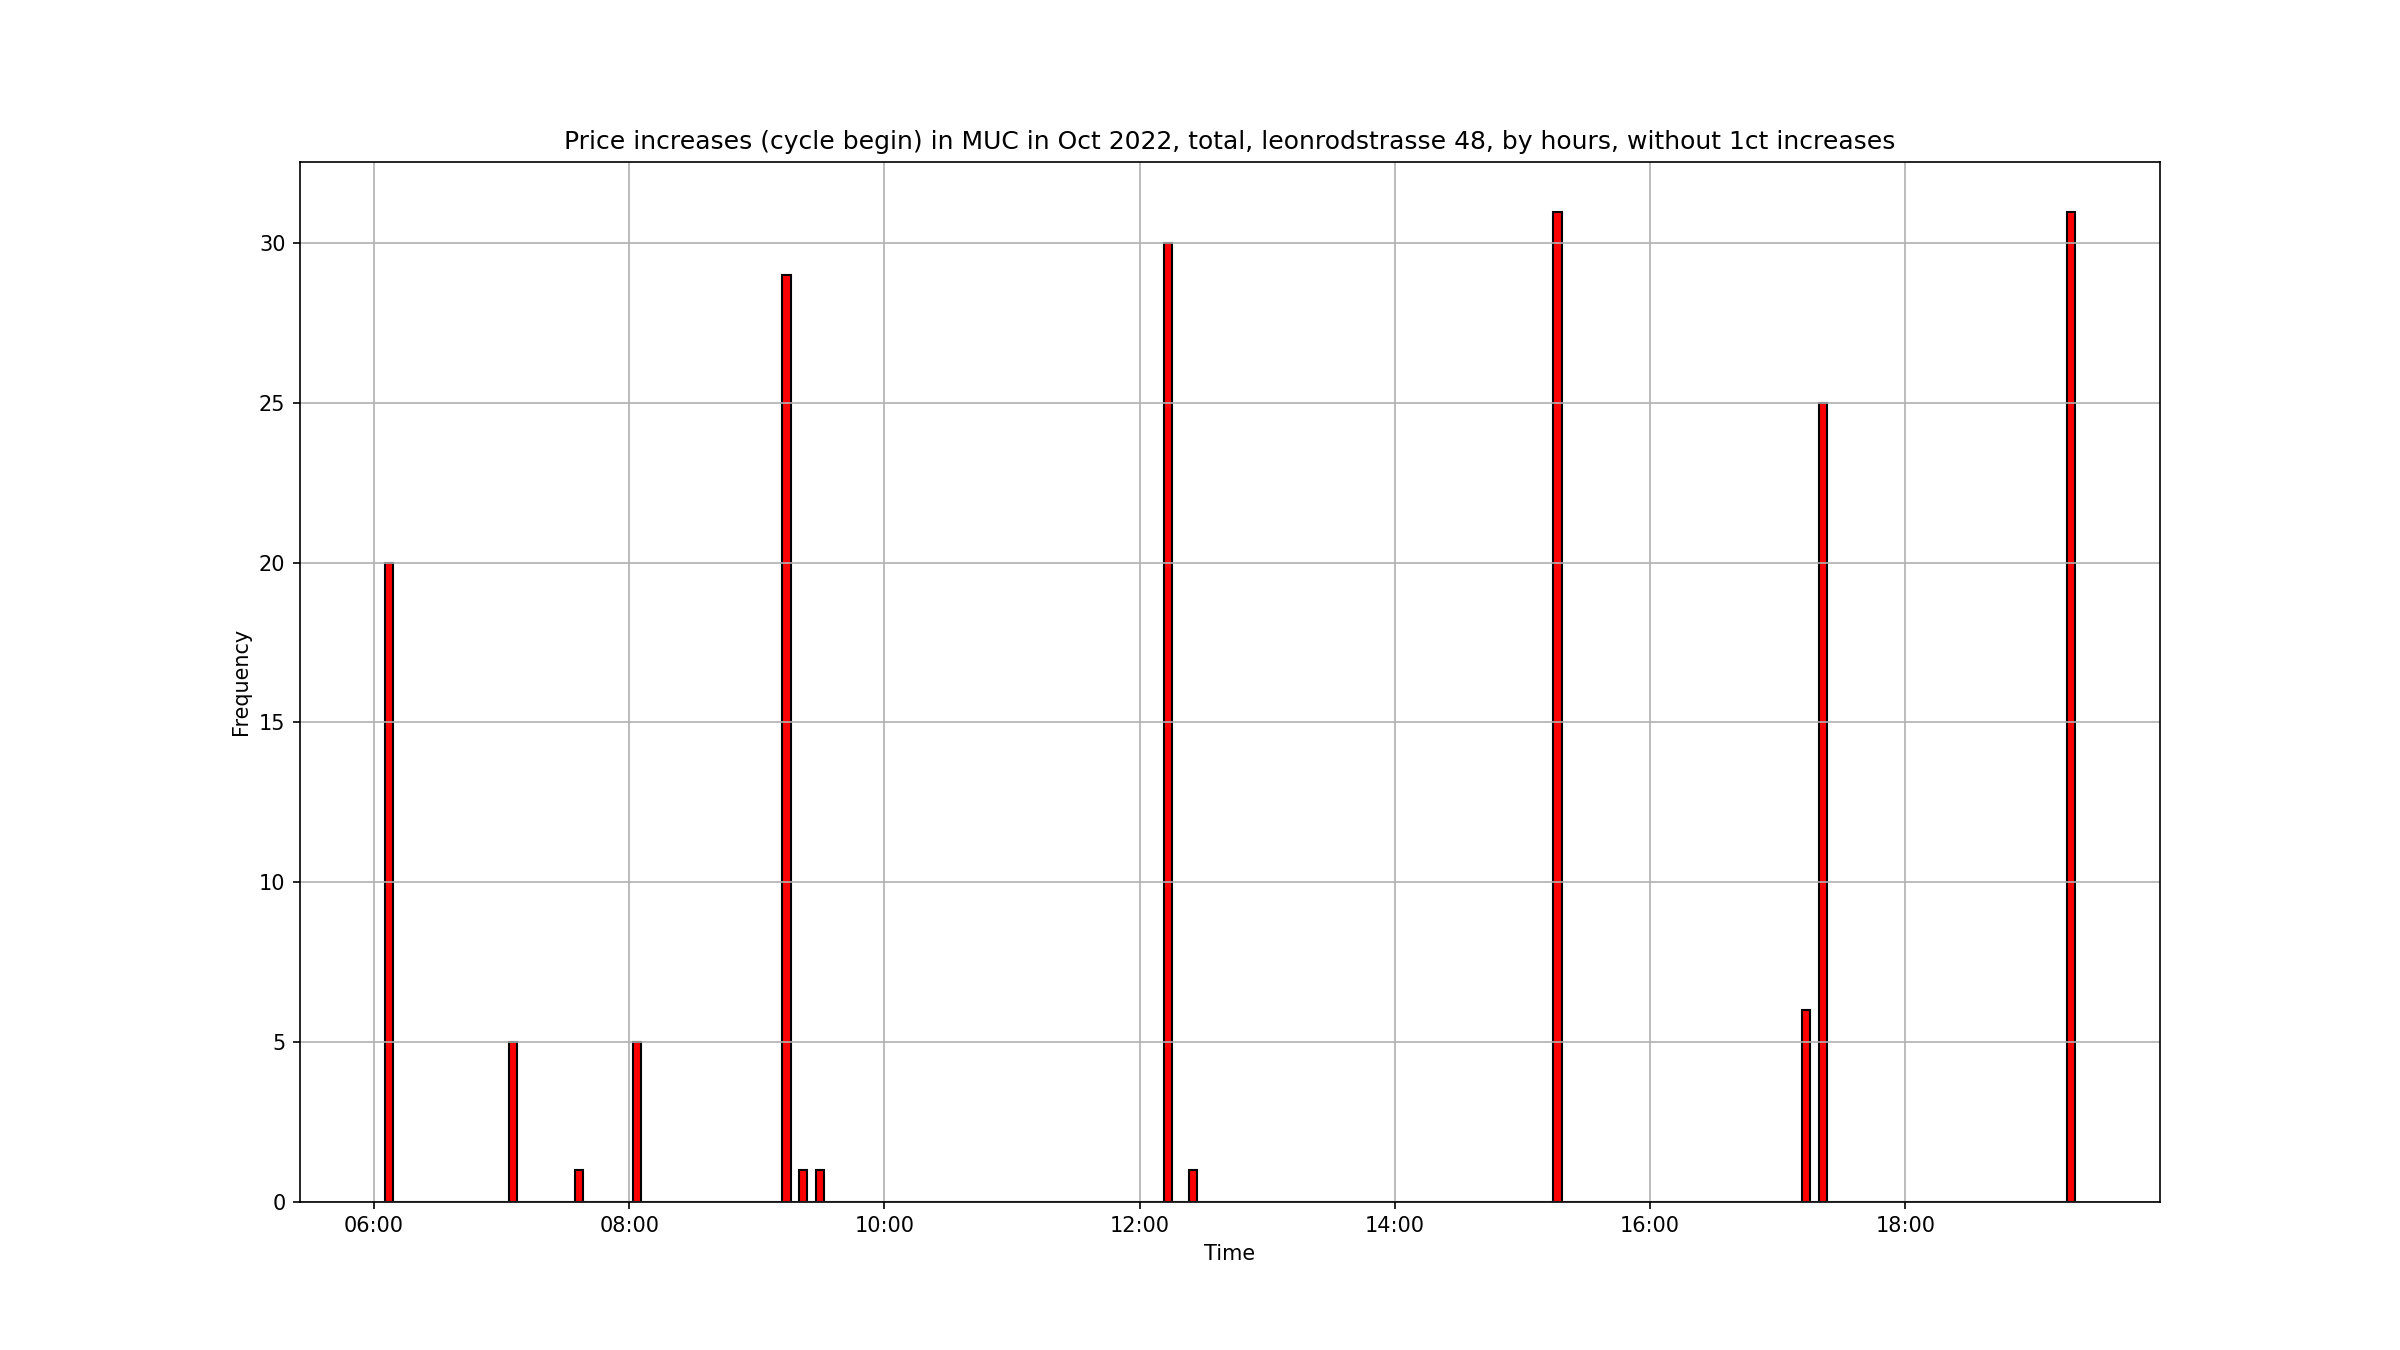 Price increases (cycle begin) in MUC in Oct 2022, total, leonrodstrasse 48, by hours, without 1ct increases
Frequency
30
25
20
15
10
5
0
06:00 08:00 10:00 12:00 14:00 16:00 18:00
Time